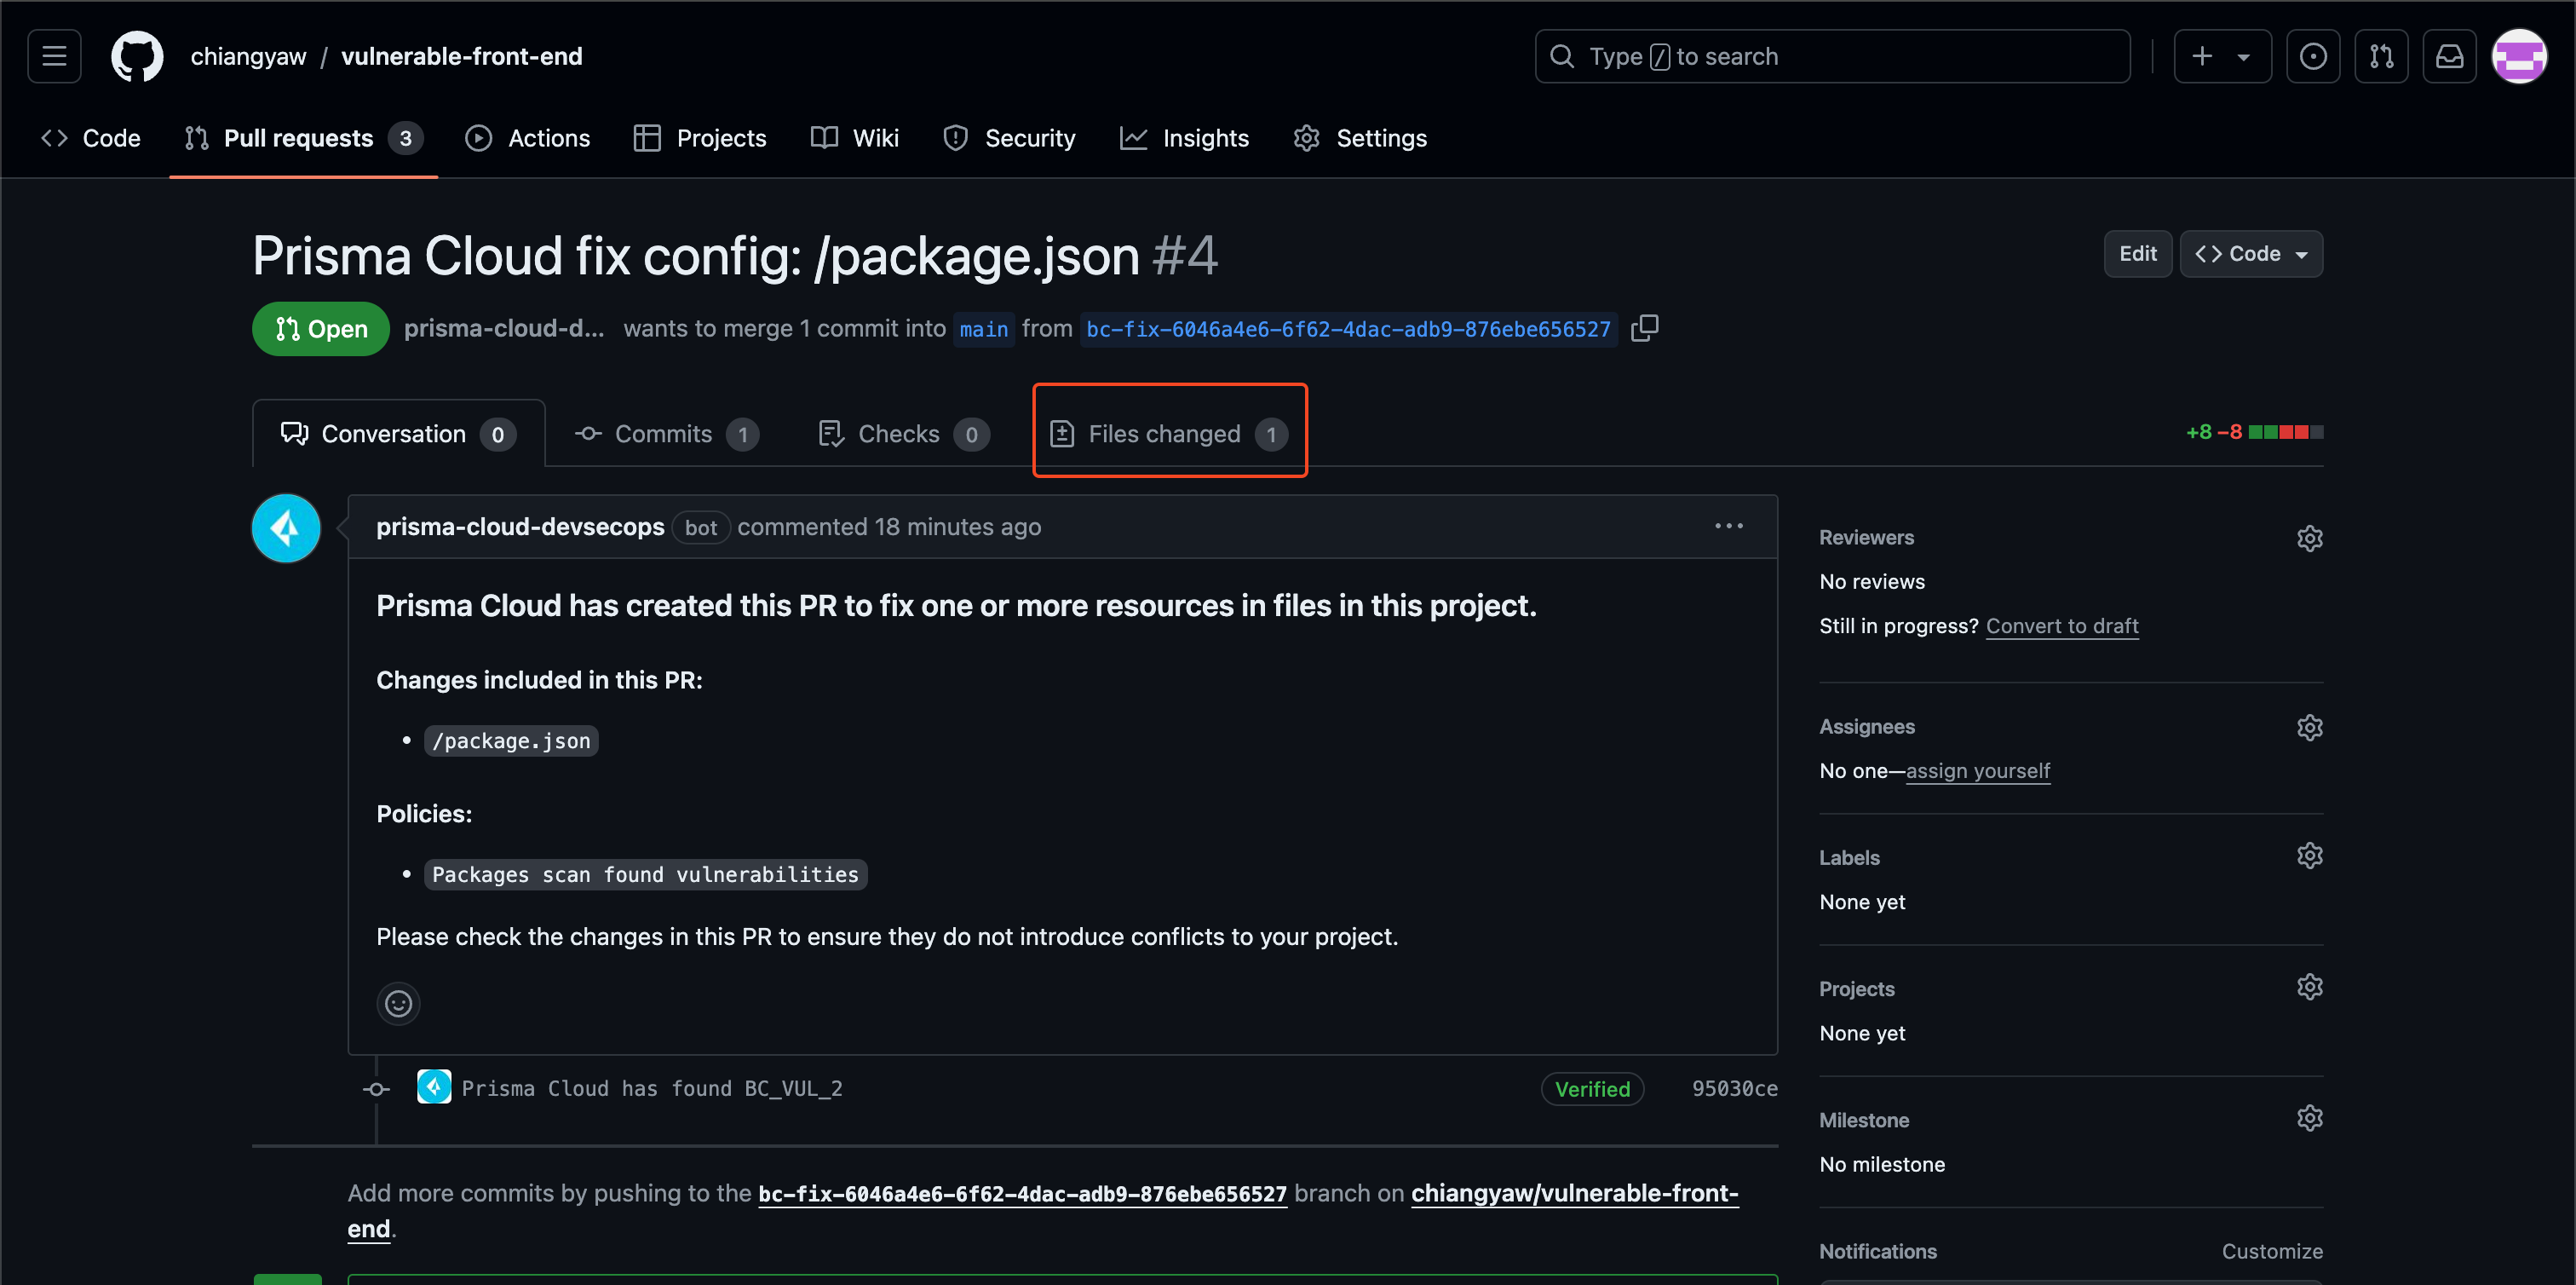 chiangyaw / vulnerable-front-end
Type / to search
Code
Pull requests 3
Actions
Projects
Wiki
Security
Insights
Settings
Prisma Cloud fix config: /package.json #4
Edit
<> Code
Open
prisma-cloud-d... wants to merge 1 commit into main from bc-fix-6046a4e6-6f62-4dac-adb9-876ebe656527
Conversation 0
Commits 1
Checks 0
Files changed 1
+8 −8
prisma-cloud-devsecops bot commented 18 minutes ago
Prisma Cloud has created this PR to fix one or more resources in files in this project.
Changes included in this PR:
• /package.json
Policies:
• Packages scan found vulnerabilities
Please check the changes in this PR to ensure they do not introduce conflicts to your project.
Prisma Cloud has found BC_VUL_2
Verified
95030ce
Add more commits by pushing to the bc-fix-6046a4e6-6f62-4dac-adb9-876ebe656527 branch on chiangyaw/vulnerable-front-
end.
Reviewers
No reviews
Still in progress? Convert to draft
Assignees
No one—assign yourself
Labels
None yet
Projects
None yet
Milestone
No milestone
Notifications
Customize